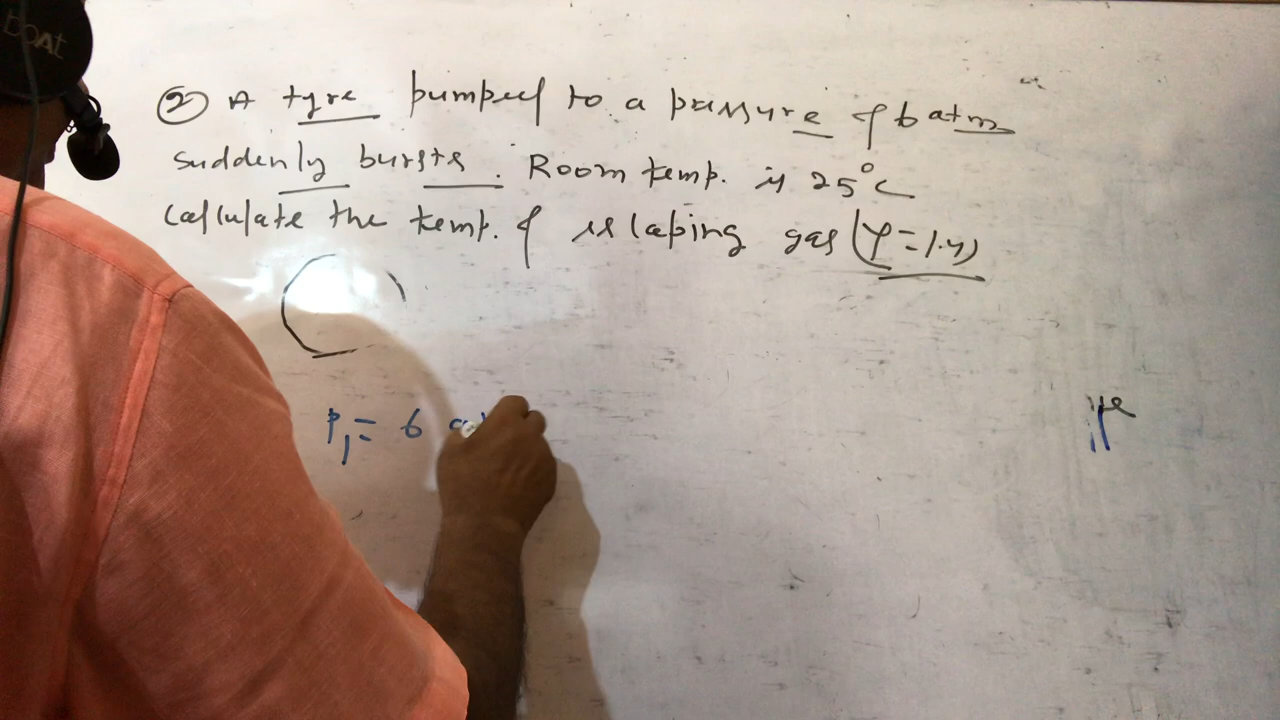 boAt
② A tyre pumped to a pressure of 6 atm
suddenly bursts. Room temp. is 25°C
Calculate the temp. of escaping gas (γ=1.4)
P₁= 6